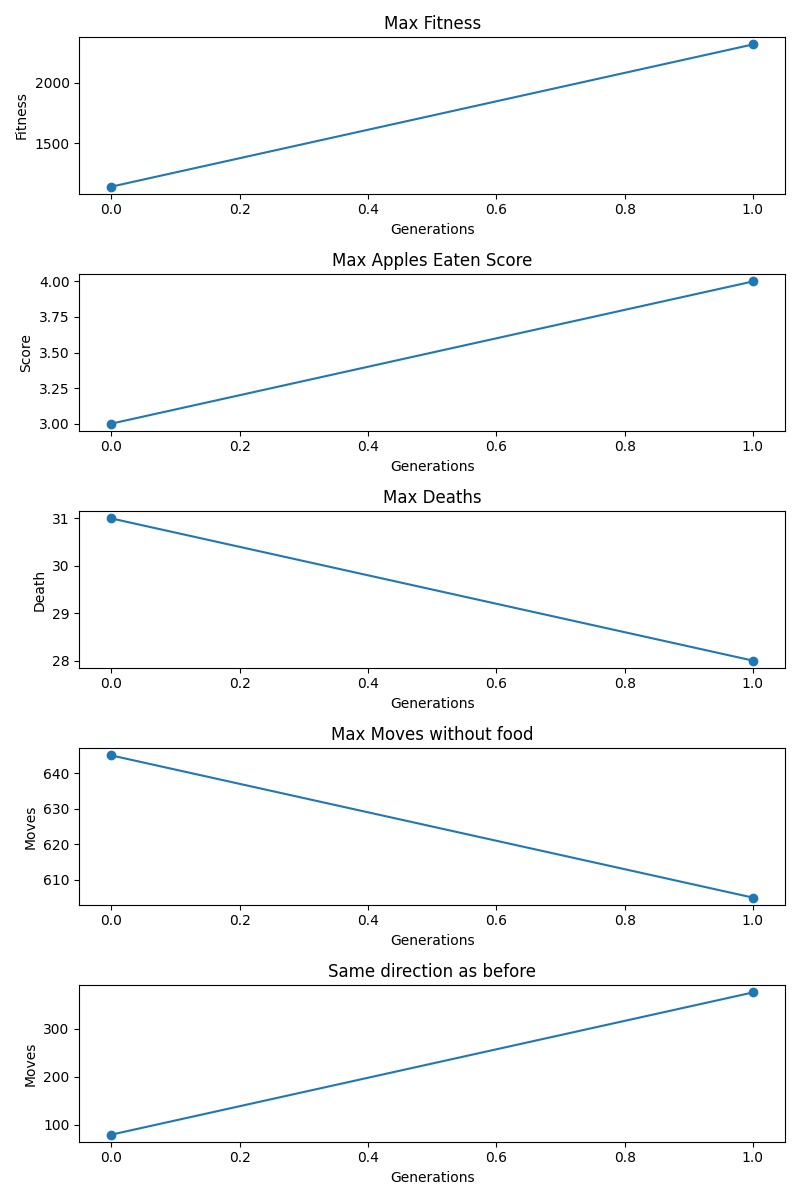 Max Fitness
Fitness
2000
1500
0.0 0.2 0.4 0.6 0.8 1.0
Generations
Max Apples Eaten Score
Score
4.00
3.75
3.50
3.25
3.00
0.0 0.2 0.4 0.6 0.8 1.0
Generations
Max Deaths
Death
31
30
29
28
0.0 0.2 0.4 0.6 0.8 1.0
Generations
Max Moves without food
Moves
640
630
620
610
0.0 0.2 0.4 0.6 0.8 1.0
Generations
Same direction as before
Moves
300
200
100
0.0 0.2 0.4 0.6 0.8 1.0
Generations